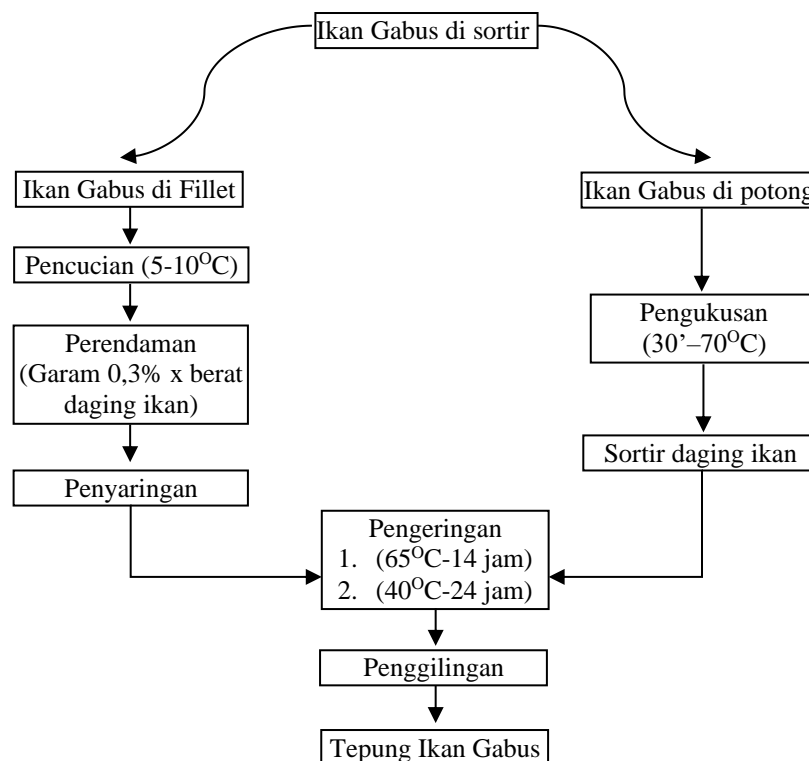 Ikan Gabus di sortir
Ikan Gabus di Fillet
Pencucian (5-10ᴼC)
Perendaman
(Garam 0,3% x berat
daging ikan)
Penyaringan
Ikan Gabus di potong
Pengukusan
(30’–70ᴼC)
Sortir daging ikan
Pengeringan
1. (65ᴼC-14 jam)
2. (40ᴼC-24 jam)
Penggilingan
Tepung Ikan Gabus